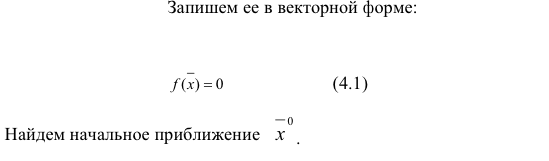 Запишем ее в векторной форме:
f(x̅) = 0 (4.1)
Найдем начальное приближение x̅⁰.